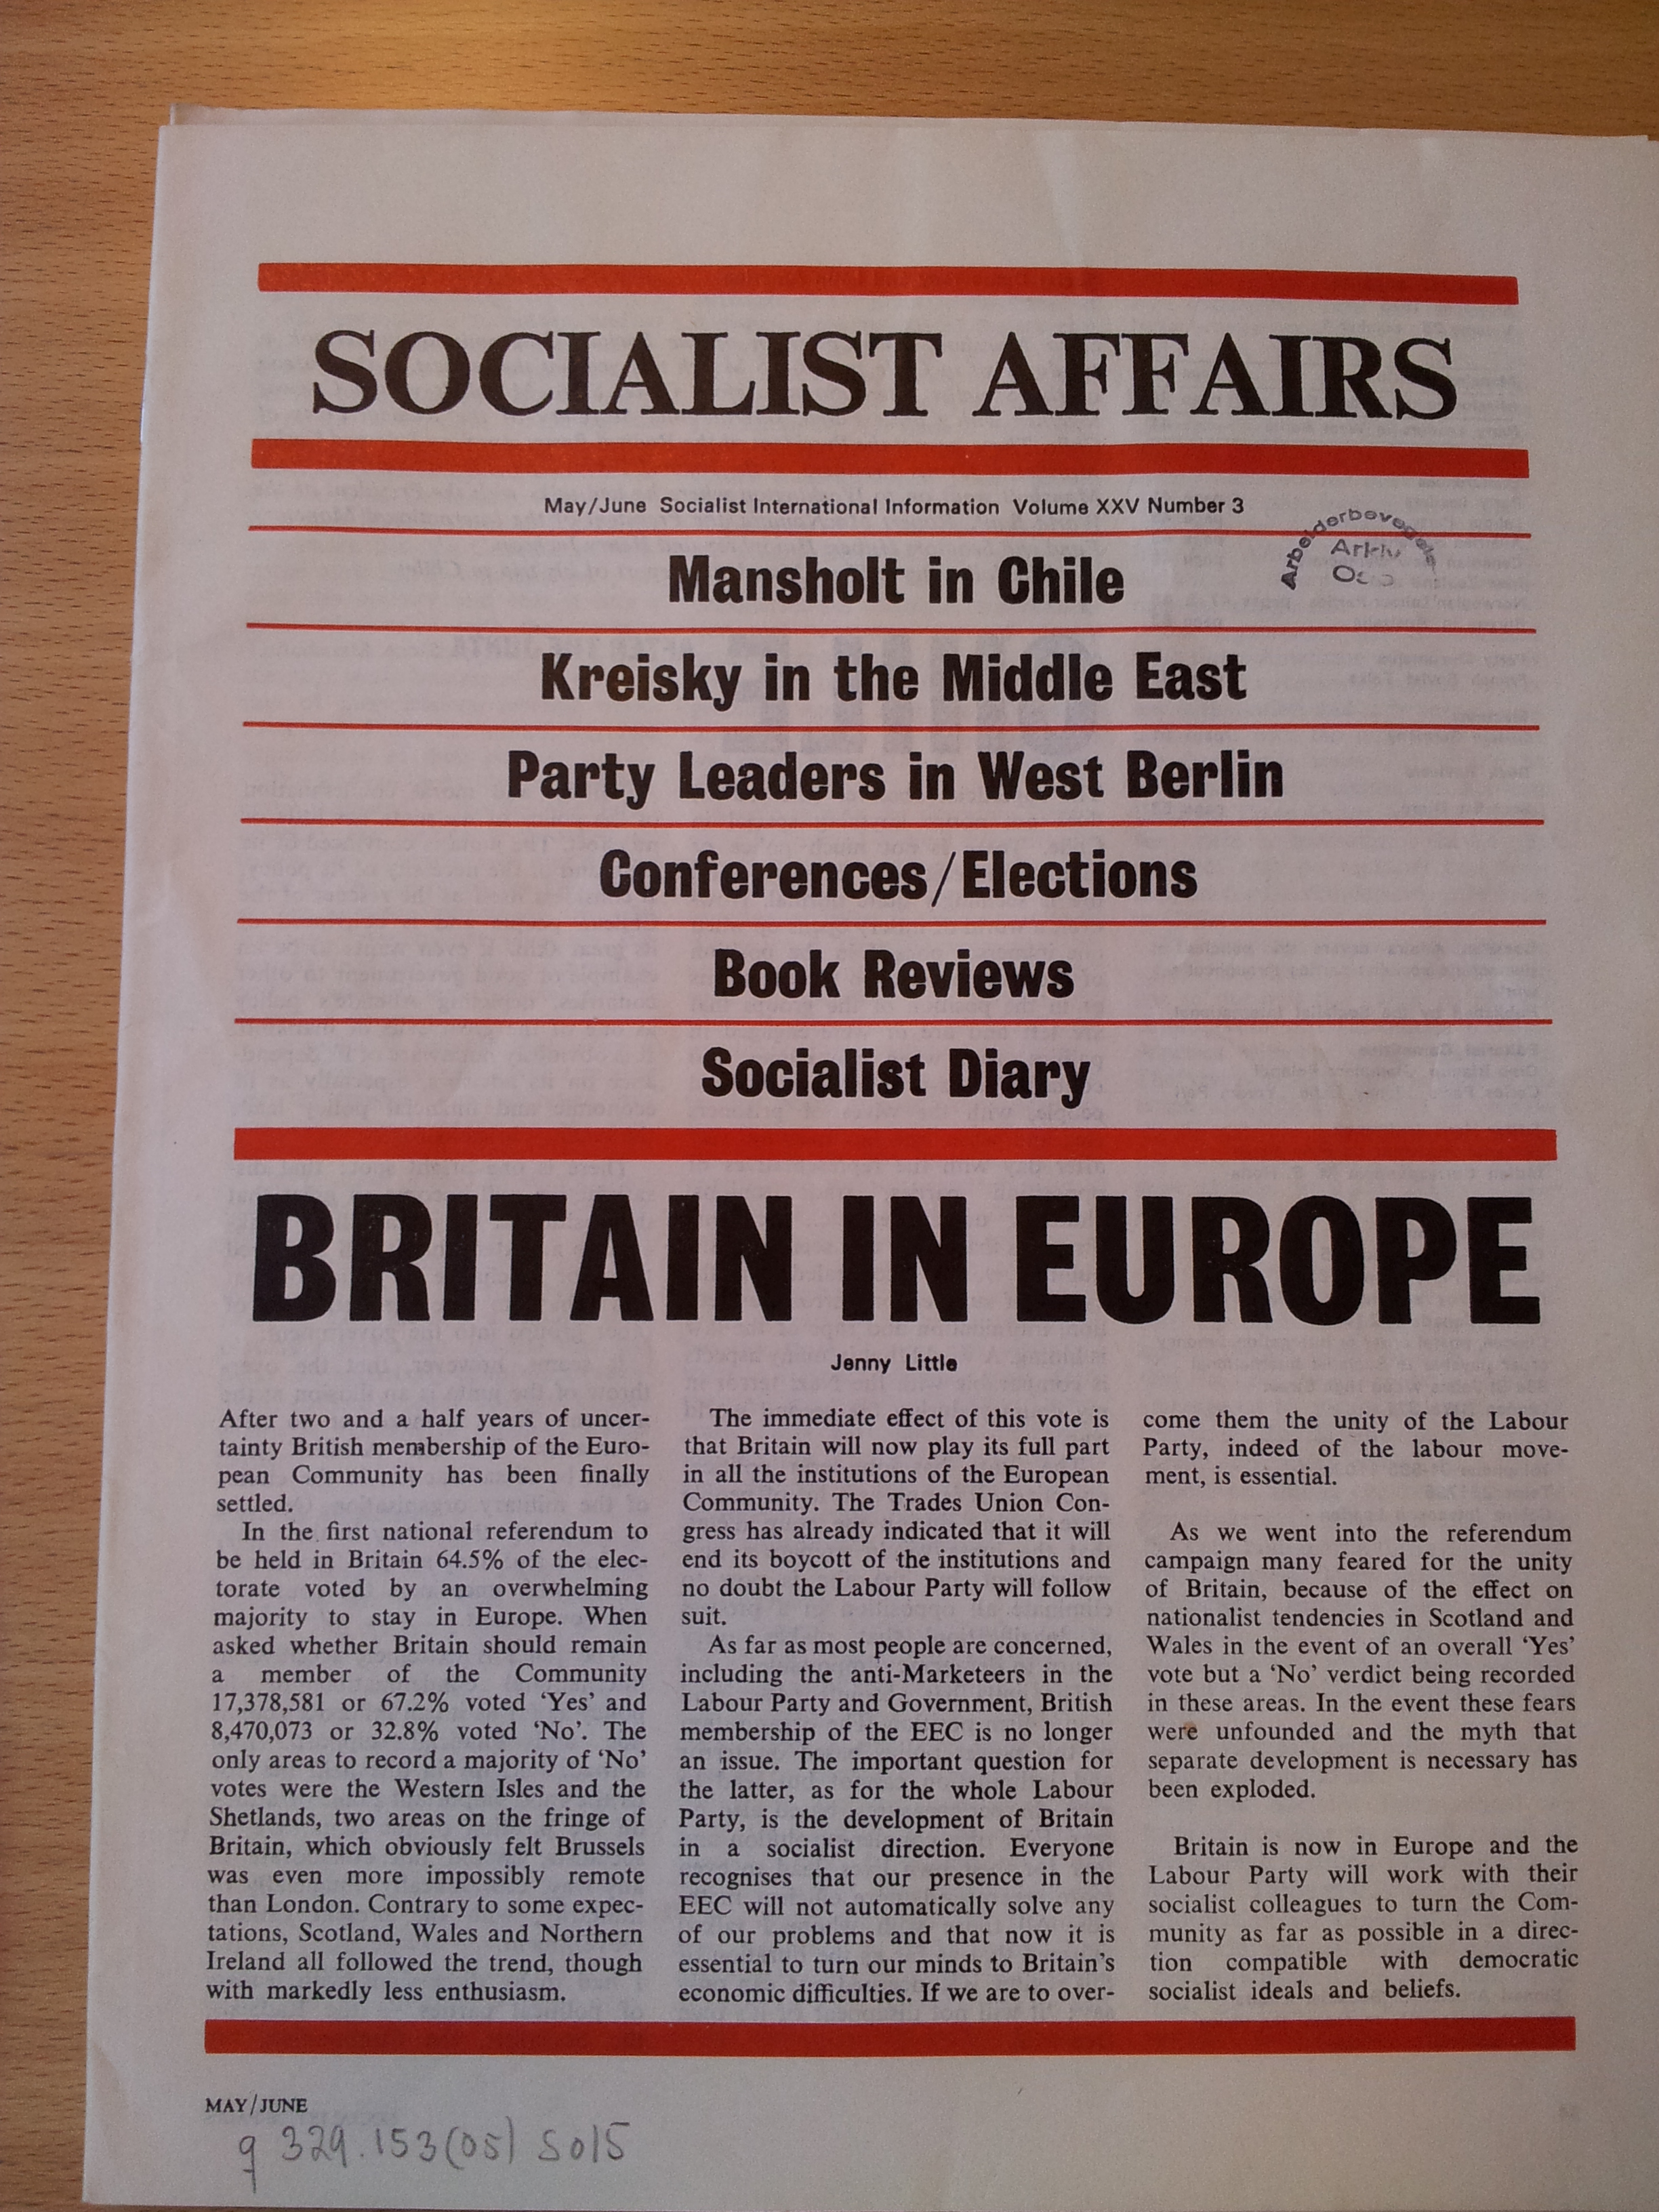 SOCIALIST AFFAIRS
May/June Socialist International Information Volume XXV Number 3
Arbeiderbevegels
Arkiv
Mansholt in Chile
Kreisky in the Middle East
Party Leaders in West Berlin
Conferences/Elections
Book Reviews
Socialist Diary
BRITAIN IN EUROPE
Jenny Little
After two and a half years of uncer-
tainty British membership of the Euro-
pean Community has been finally
settled.
In the first national referendum to
be held in Britain 64.5% of the elec-
torate voted by an overwhelming
majority to stay in Europe. When
asked whether Britain should remain
a member of the Community
17,378,581 or 67.2% voted ‘Yes’ and
8,470,073 or 32.8% voted ‘No’. The
only areas to record a majority of ‘No’
votes were the Western Isles and the
Shetlands, two areas on the fringe of
Britain, which obviously felt Brussels
was even more impossibly remote
than London. Contrary to some expec-
tations, Scotland, Wales and Northern
Ireland all followed the trend, though
with markedly less enthusiasm.
The immediate effect of this vote is
that Britain will now play its full part
in all the institutions of the European
Community. The Trades Union Con-
gress has already indicated that it will
end its boycott of the institutions and
no doubt the Labour Party will follow
suit.
As far as most people are concerned,
including the anti-Marketeers in the
Labour Party and Government, British
membership of the EEC is no longer
an issue. The important question for
the latter, as for the whole Labour
Party, is the development of Britain
in a socialist direction. Everyone
recognises that our presence in the
EEC will not automatically solve any
of our problems and that now it is
essential to turn our minds to Britain’s
economic difficulties. If we are to over-
come them the unity of the Labour
Party, indeed of the labour move-
ment, is essential.
As we went into the referendum
campaign many feared for the unity
of Britain, because of the effect on
nationalist tendencies in Scotland and
Wales in the event of an overall ‘Yes’
vote but a ‘No’ verdict being recorded
in these areas. In the event these fears
were unfounded and the myth that
separate development is necessary has
been exploded.
Britain is now in Europe and the
Labour Party will work with their
socialist colleagues to turn the Com-
munity as far as possible in a direc-
tion compatible with democratic
socialist ideals and beliefs.
MAY/JUNE
q 329.153(05) So15